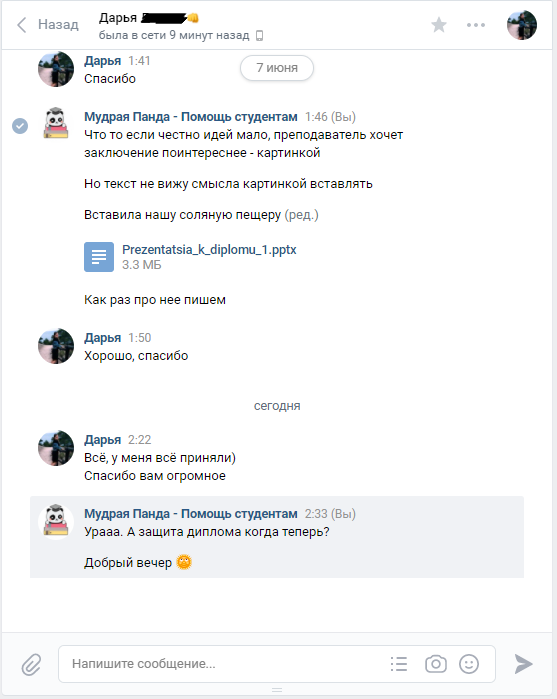 Назад
Дарья
была в сети 9 минут назад
Дарья 1:41
7 июня
Спасибо
Мудрая Панда - Помощь студентам 1:46 (Вы)
Что то если честно идей мало, преподаватель хочет
заключение поинтереснее - картинкой
Но текст не вижу смысла картинкой вставлять
Вставила нашу соляную пещеру (ред.)
Prezentatsia_k_diplomu_1.pptx
3.3 МБ
Как раз про нее пишем
Дарья 1:50
Хорошо, спасибо
сегодня
Дарья 2:22
Всё, у меня всё приняли)
Спасибо вам огромное
Мудрая Панда - Помощь студентам 2:33 (Вы)
Урааа. А защита диплома когда теперь?
Добрый вечер
Напишите сообщение...